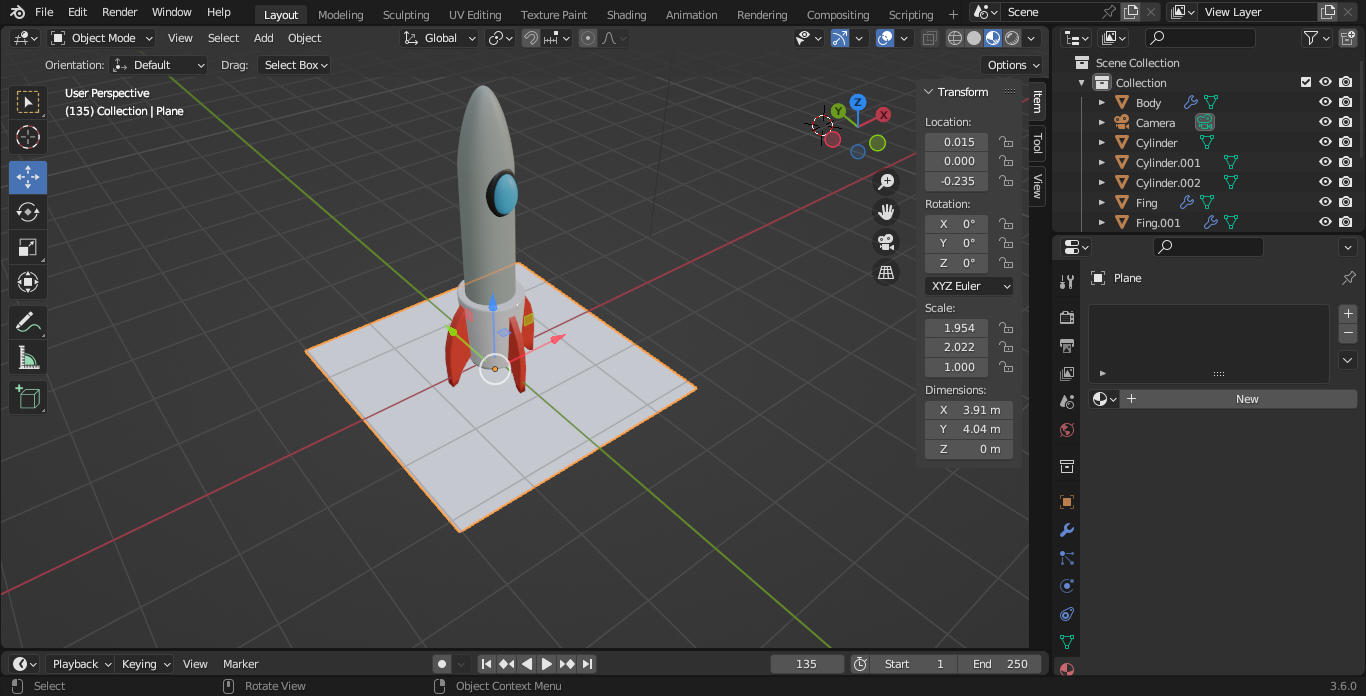 File Edit Render Window Help Layout Modeling Sculpting UV Editing Texture Paint Shading Animation Rendering Compositing Scripting + Scene View Layer
Object Mode View Select Add Object Global
Orientation: Default Drag: Select Box Options
User Perspective
(135) Collection | Plane
Z
Y
X
Transform
Location:
0.015
0.000
-0.235
Rotation:
X 0°
Y 0°
Z 0°
XYZ Euler
Scale:
1.954
2.022
1.000
Dimensions:
X 3.91 m
Y 4.04 m
Z 0 m
Item
Tool
View
Scene Collection
Collection
Body
Camera
Cylinder
Cylinder.001
Cylinder.002
Fing
Fing.001
Plane
New
Playback Keying View Marker 135 Start 1 End 250
Select Rotate View Object Context Menu 3.6.0